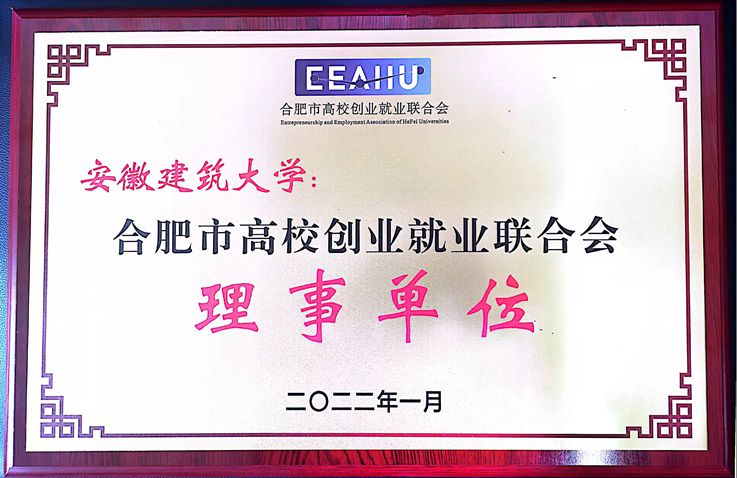 EEAHU
合肥市高校创业就业联合会
Entrepreneurship and Employment Association of HeFei Universities
安徽建筑大学：
合肥市高校创业就业联合会
理事单位
二〇二二年一月